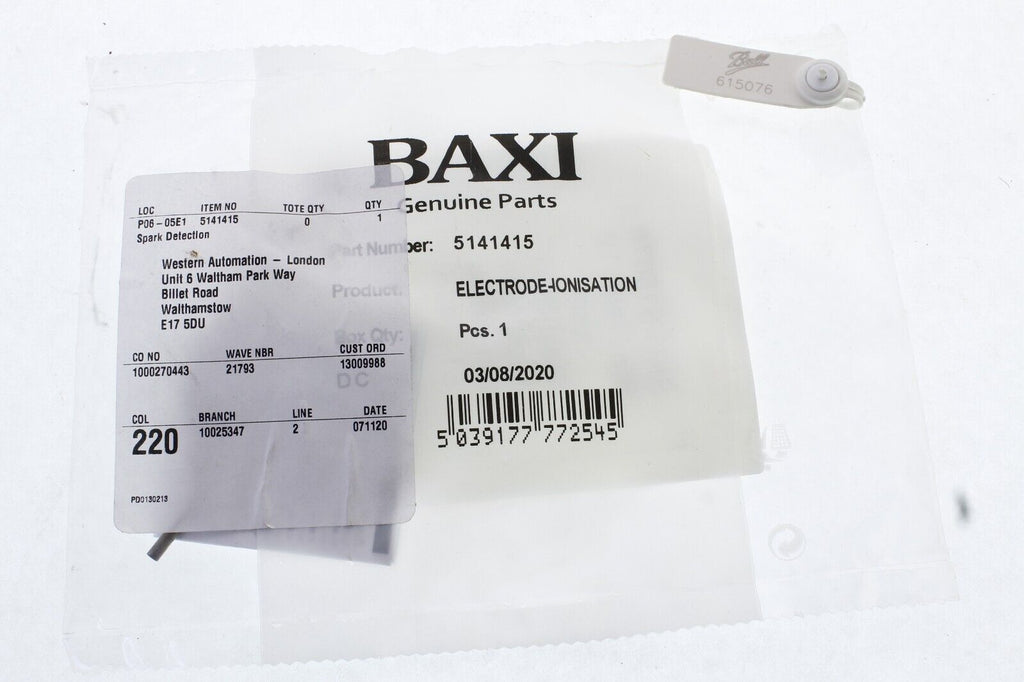 615076
BAXI
Genuine Parts
Part Number: 5141415
Product: ELECTRODE-IONISATION
Box Qty: Pcs. 1
DC 03/08/2020
5 039177 772545
LOC ITEM NO TOTE QTY QTY
P06-05E1 5141415 0 1
Spark Detection
Western Automation - London
Unit 6 Waltham Park Way
Billet Road
Walthamstow
E17 5DU
CO NO WAVE NBR CUST ORD
1000270443 21793 13009988
COL BRANCH LINE DATE
220 10025347 2 071120
PD0130213